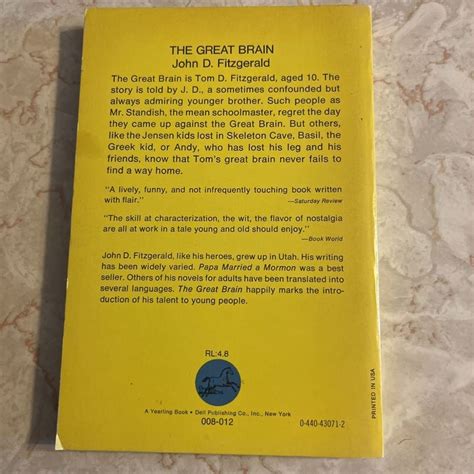 THE GREAT BRAIN
John D. Fitzgerald
The Great Brain is Tom D. Fitzgerald, aged 10. The
story is told by J. D., a sometimes confounded but
always admiring younger brother. Such people as
Mr. Standish, the mean schoolmaster, regret the day
they came up against the Great Brain. But others,
like the Jensen kids lost in Skeleton Cave, Basil, the
Greek kid, or Andy, who has lost his leg and his
friends, know that Tom's great brain never fails to
find a way home.
"A lively, funny, and not infrequently touching book written
with flair."
—Saturday Review
"The skill at characterization, the wit, the flavor of nostalgia
are all at work in a tale young and old should enjoy."
—Book World
John D. Fitzgerald, like his heroes, grew up in Utah. His writing
has been widely varied. Papa Married a Mormon was a best
seller. Others of his novels for adults have been translated into
several languages. The Great Brain happily marks the intro-
duction of his talent to young people.
RL:4.8
A Yearling Book • Dell Publishing Co., Inc., New York
008-012
0-440-43071-2
PRINTED IN USA